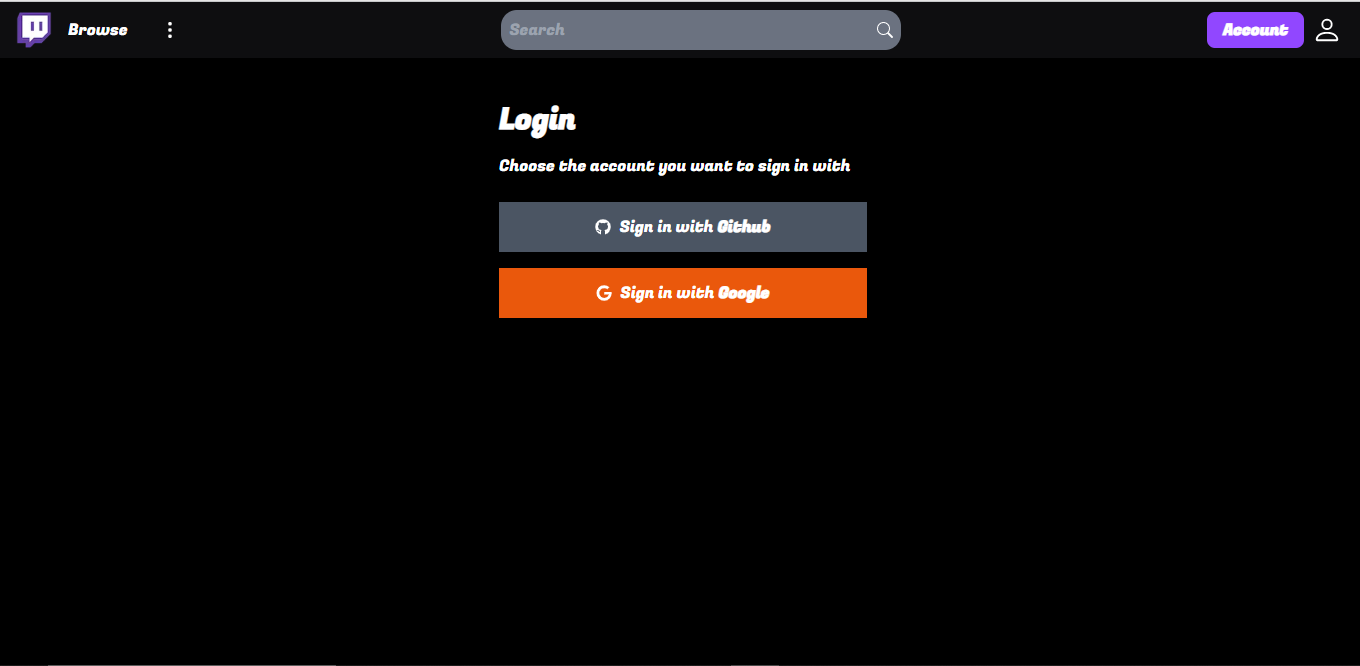 Browse
Search
Account
Login
Choose the account you want to sign in with
Sign in with Github
Sign in with Google